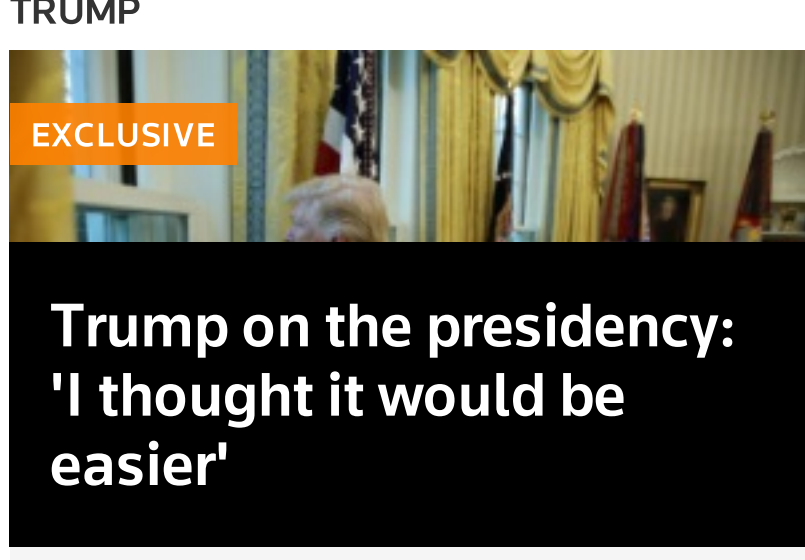 TRUMP
EXCLUSIVE
Trump on the presidency:
'I thought it would be
easier'